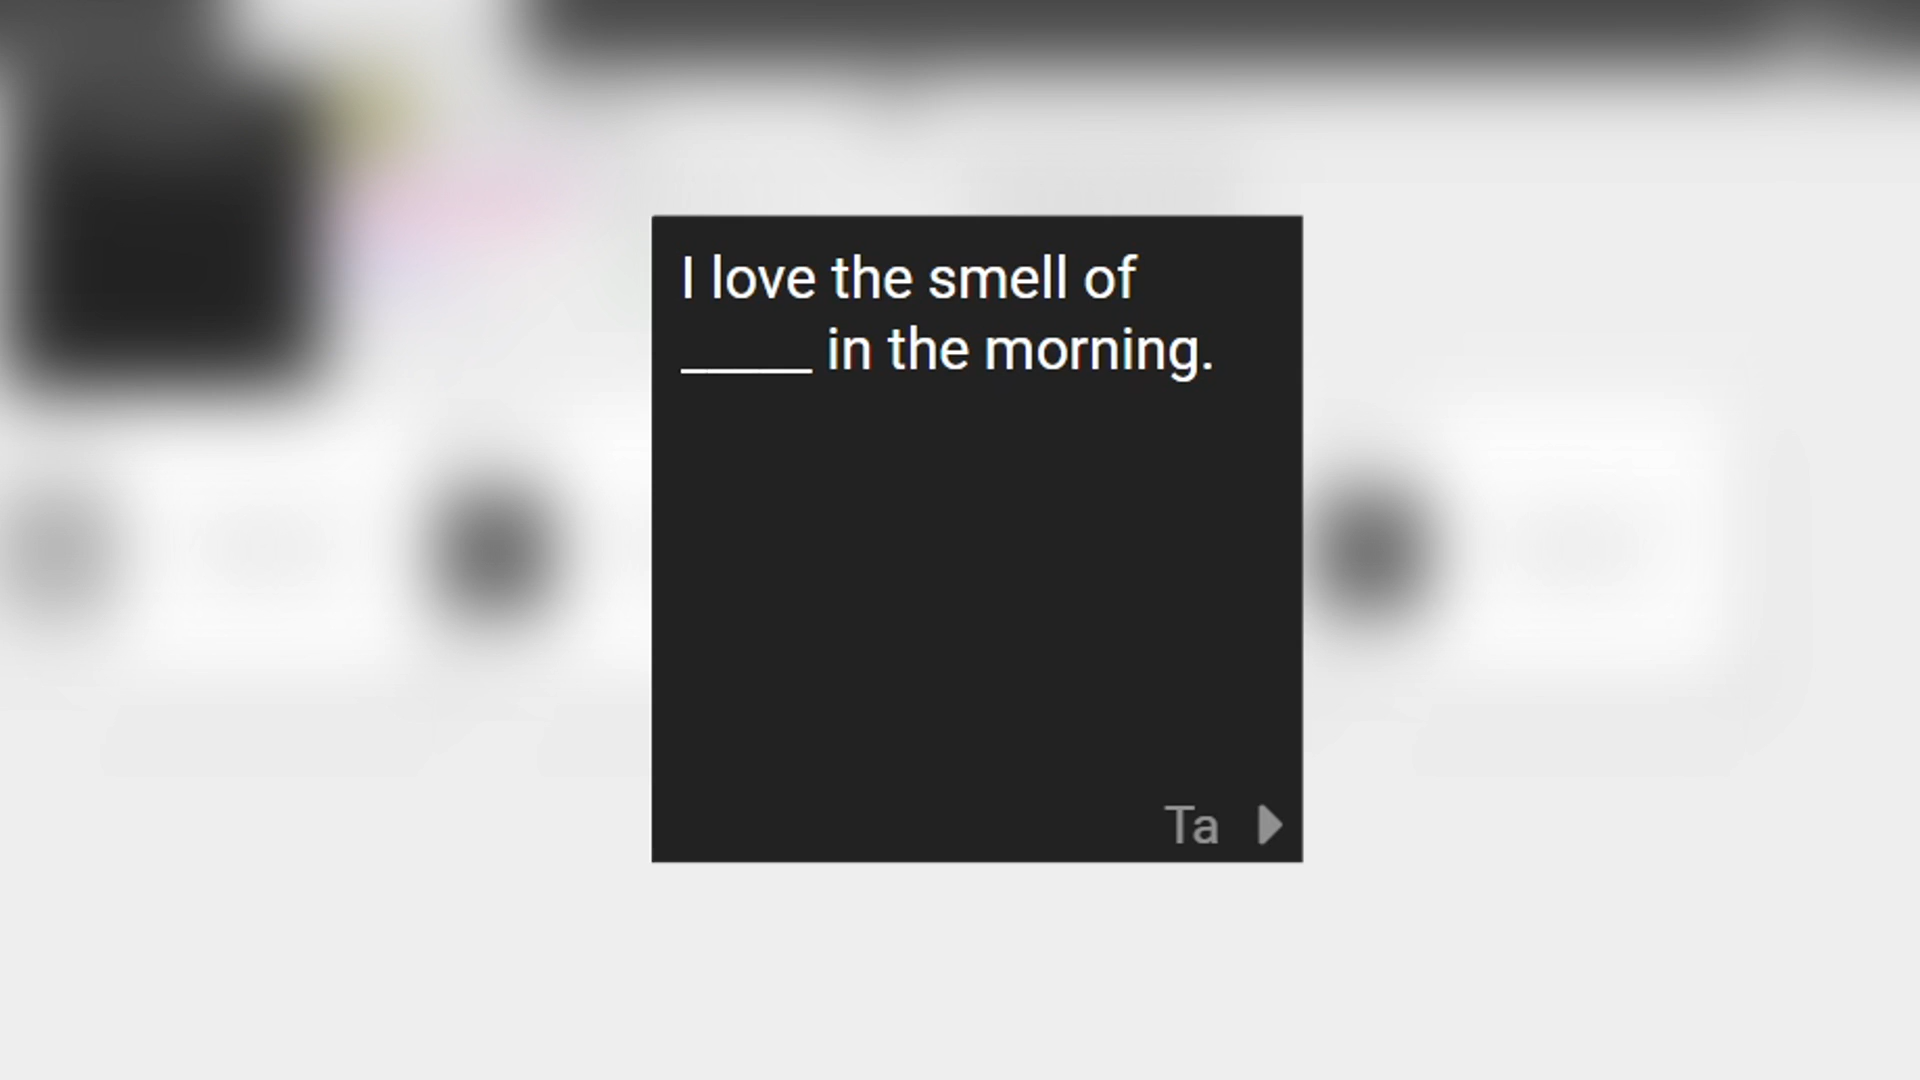 I love the smell of
_____ in the morning.
Ta